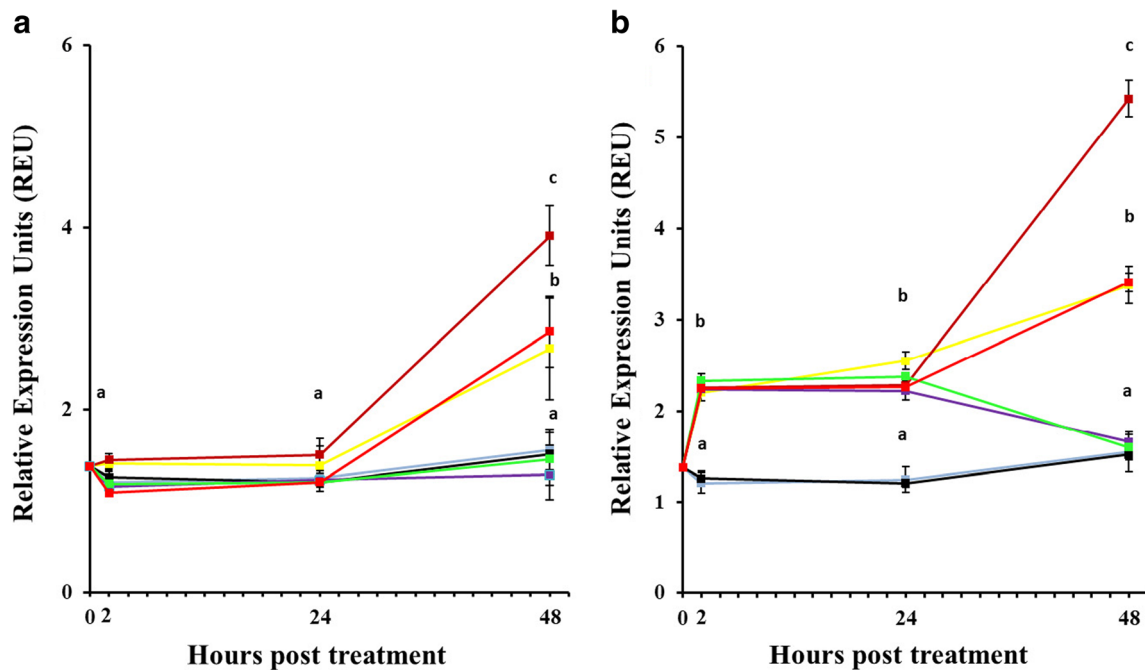 a
Relative Expression Units (REU)
6
4
2
0
c
b
a
a
a
0 2 24 48
Hours post treatment
b
Relative Expression Units (REU)
6
5
4
3
2
1
0
c
b
b
b
a
a
a
0 2 24 48
Hours post treatment